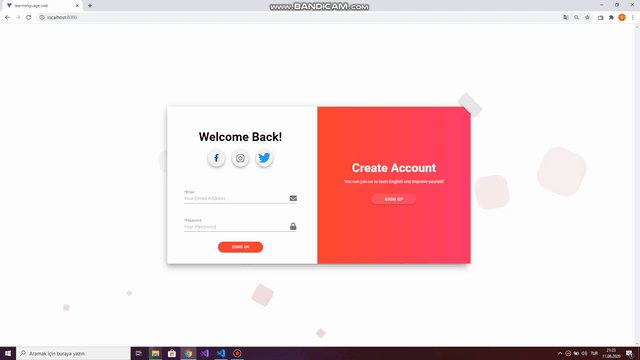 www.BANDICAM.com
learnlanguage-web
localhost:8080
Welcome Back!
Create Account
You can join us to learn English and improve yourself
SIGN UP
*Email
Your Email Address
*Password
Your Password
SING IN
Aramak için buraya yazın
TUR
21:23
11.08.2020